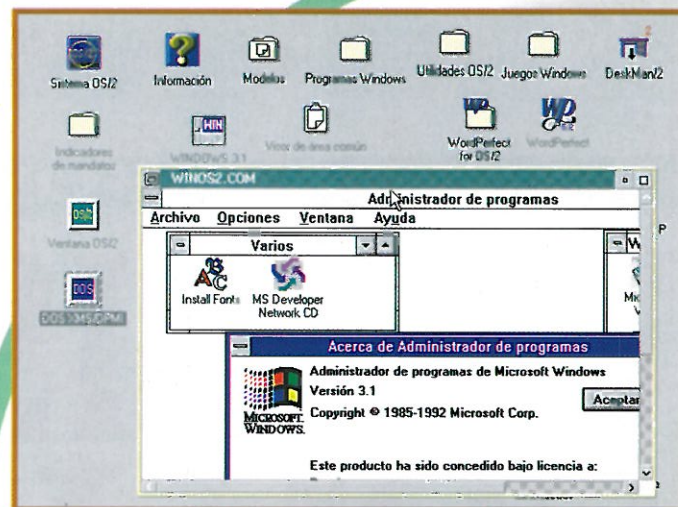 Sistema OS/2
Información
Modelos
Programas Windows
Utilidades OS/2
Juegos Windows
DeskMan/2
Indicadores
de mandatos
WIN
WINDOWS 3.1
Visor de área común
WordPerfect
for OS/2
WordPerfect
OS/2
Ventana OS/2
DOS
DOS XMS/DPMI
WINOS2.COM
Administrador de programas
Archivo Opciones Ventana Ayuda
Varios
Install Fonts
MS Developer
Network CD
Acerca de Administrador de programas
MICROSOFT.
WINDOWS.
Administrador de programas de Microsoft Windows
Versión 3.1
Copyright © 1985-1992 Microsoft Corp.
Aceptar
Este producto ha sido concedido bajo licencia a: